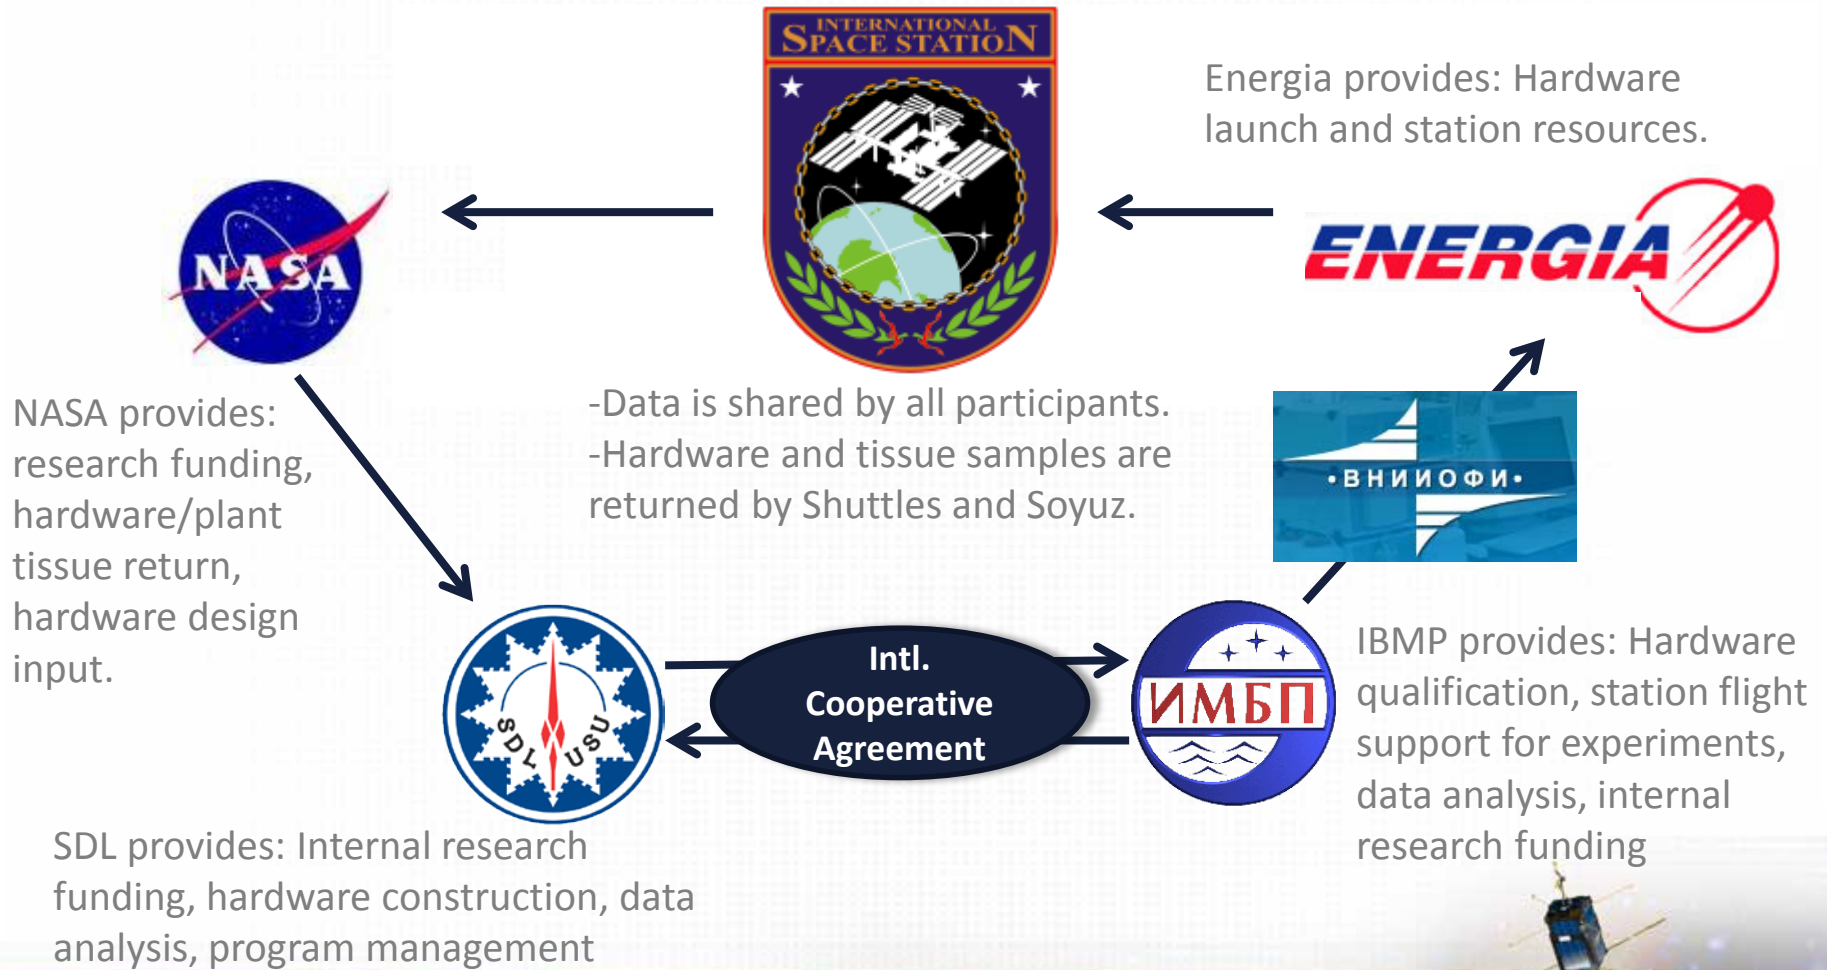 INTERNATIONAL
SPACE STATION
Energia provides: Hardware
launch and station resources.
NASA
ENERGIA
NASA provides:
research funding,
hardware/plant
tissue return,
hardware design
input.
-Data is shared by all participants.
-Hardware and tissue samples are
returned by Shuttles and Soyuz.
•ВНИИОФИ•
SDL USU
Intl.
Cooperative
Agreement
ИМБП
IBMP provides: Hardware
qualification, station flight
support for experiments,
data analysis, internal
research funding
SDL provides: Internal research
funding, hardware construction, data
analysis, program management